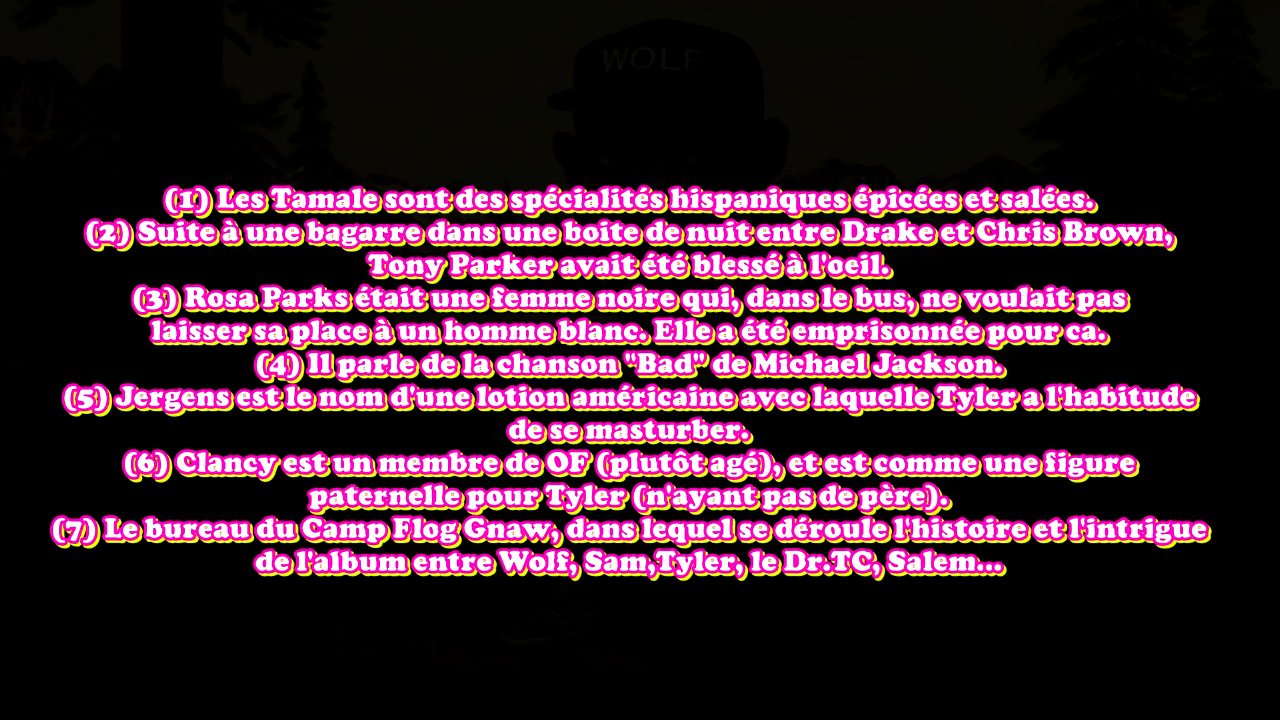 WOLF
(1) Les Tamale sont des spécialités hispaniques épicées et salées.
(2) Suite à une bagarre dans une boite de nuit entre Drake et Chris Brown,
Tony Parker avait été blessé à l'oeil.
(3) Rosa Parks était une femme noire qui, dans le bus, ne voulait pas
laisser sa place à un homme blanc. Elle a été emprisonnée pour ca.
(4) Il parle de la chanson "Bad" de Michael Jackson.
(5) Jergens est le nom d'une lotion américaine avec laquelle Tyler a l'habitude
de se masturber.
(6) Clancy est un membre de OF (plutôt agé), et est comme une figure
paternelle pour Tyler (n'ayant pas de père).
(7) Le bureau du Camp Flog Gnaw, dans lequel se déroule l'histoire et l'intrigue
de l'album entre Wolf, Sam,Tyler, le Dr.TC, Salem...